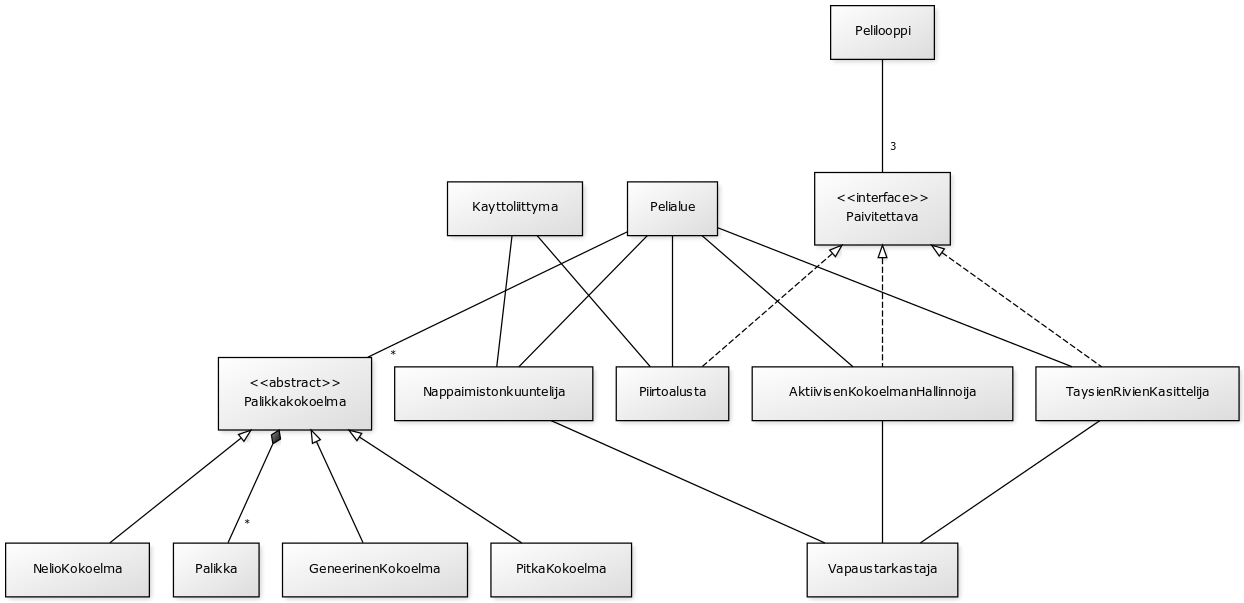 Pelilooppi
3
Kayttoliittyma
Pelialue
<<interface>>
Paivitettava
*
<<abstract>>
Palikkakokoelma
Nappaimistonkuuntelija
Piirtoalusta
AktiivisenKokoelmanHallinnoija
TaysienRivienKasittelija
*
NelioKokoelma
Palikka
GeneerinenKokoelma
PitkaKokoelma
Vapaustarkastaja